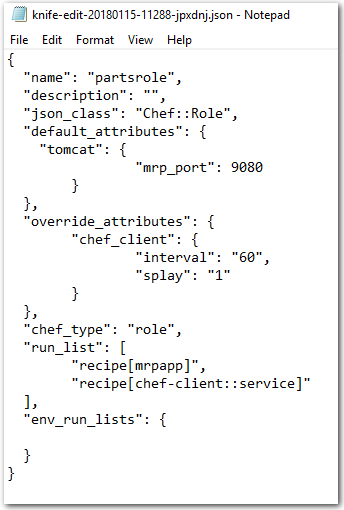 knife-edit-20180115-11288-jpxdnj.json - Notepad
File Edit Format View Help
{
  "name": "partsrole",
  "description": "",
  "json_class": "Chef::Role",
  "default_attributes": {
    "tomcat": {
                "mrp_port": 9080
        }
  },
  "override_attributes": {
        "chef_client": {
                "interval": "60",
                "splay": "1"
        }
  },
  "chef_type": "role",
  "run_list": [
        "recipe[mrpapp]",
        "recipe[chef-client::service]"
  ],
  "env_run_lists": {

  }
}